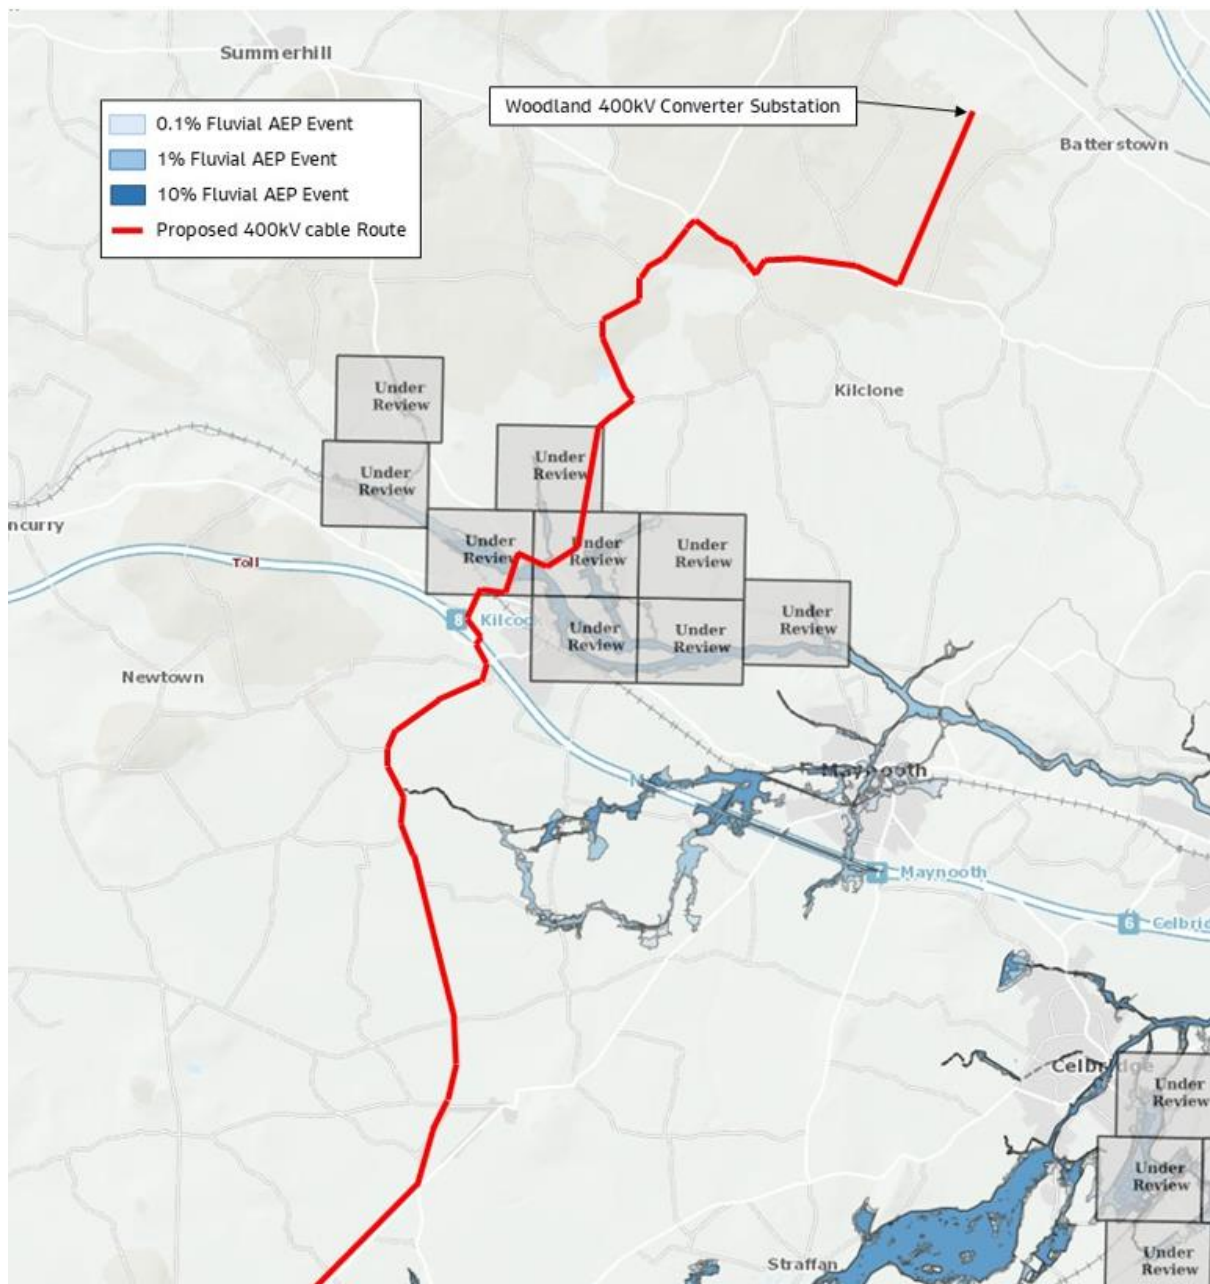 Summerhill
Woodland 400kV Converter Substation
0.1% Fluvial AEP Event
1% Fluvial AEP Event
10% Fluvial AEP Event
Proposed 400kV cable Route
Batterstown
Kilclone
Under
Review
Under
Review
Under
Review
ncurry
Under
Review
Under
Review
Under
Review
Toll
8
Kilcoc
Under
Review
Under
Review
Under
Review
Newtown
Maynooth
7
Maynooth
6
Celbrid
Celbridge
Under
Review
Under
Review
Straffan
Under
Review